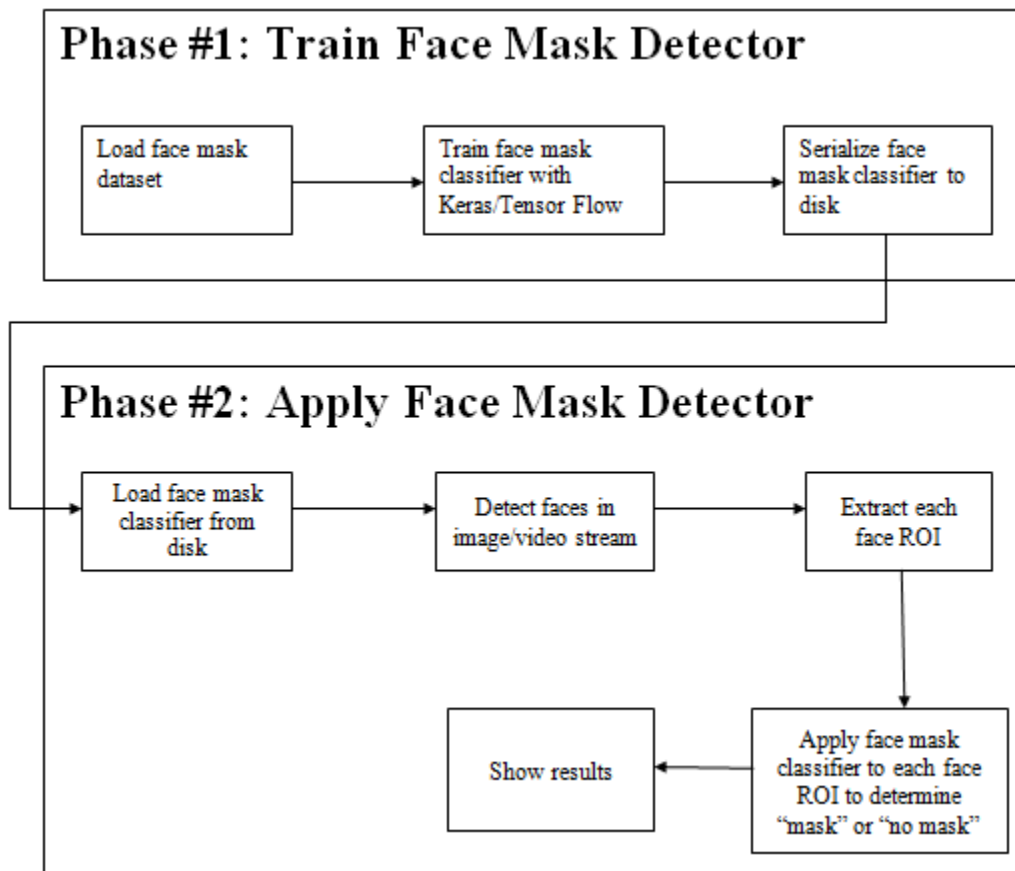 Phase #1: Train Face Mask Detector
Load face mask
dataset
Train face mask
classifier with
Keras/Tensor Flow
Serialize face
mask classifier to
disk
Phase #2: Apply Face Mask Detector
Load face mask
classifier from
disk
Detect faces in
image/video stream
Extract each
face ROI
Apply face mask
classifier to each face
ROI to determine
“mask” or “no mask”
Show results